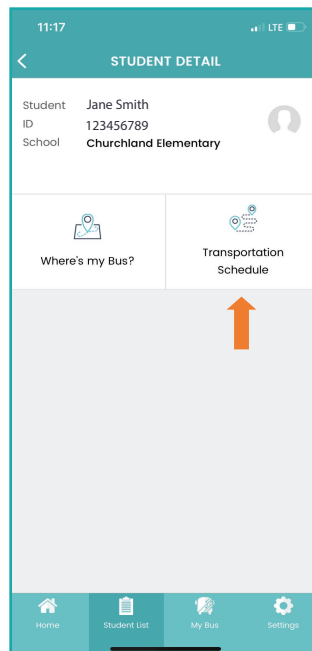 11:17 LTE
STUDENT DETAIL
Student Jane Smith
ID 123456789
School Churchland Elementary
Where's my Bus?
Transportation
Schedule
Home Student List My Bus Settings